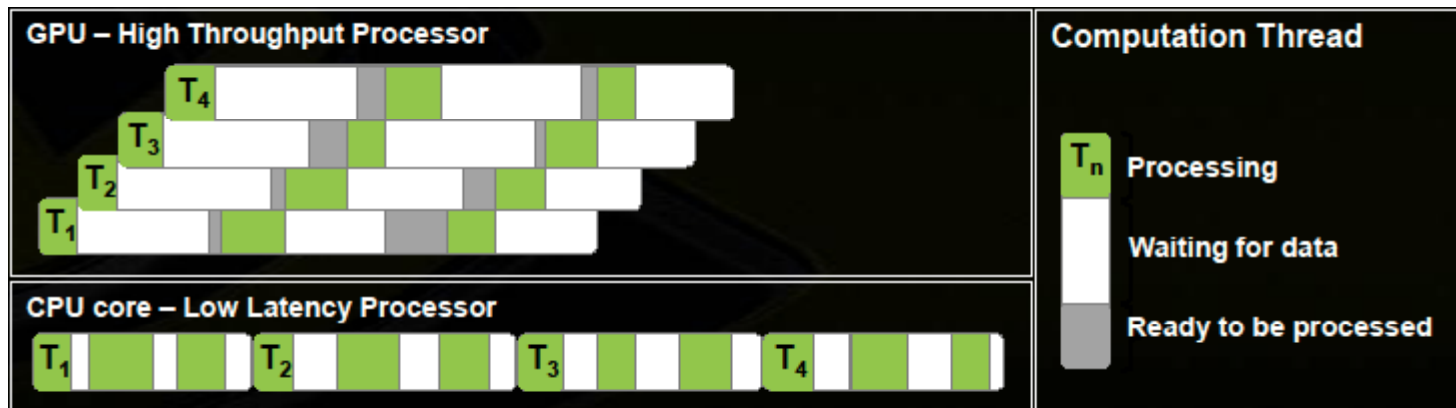 GPU – High Throughput Processor
T4
T3
T2
T1
CPU core – Low Latency Processor
T1 T2 T3 T4
Computation Thread
Tn Processing
Waiting for data
Ready to be processed